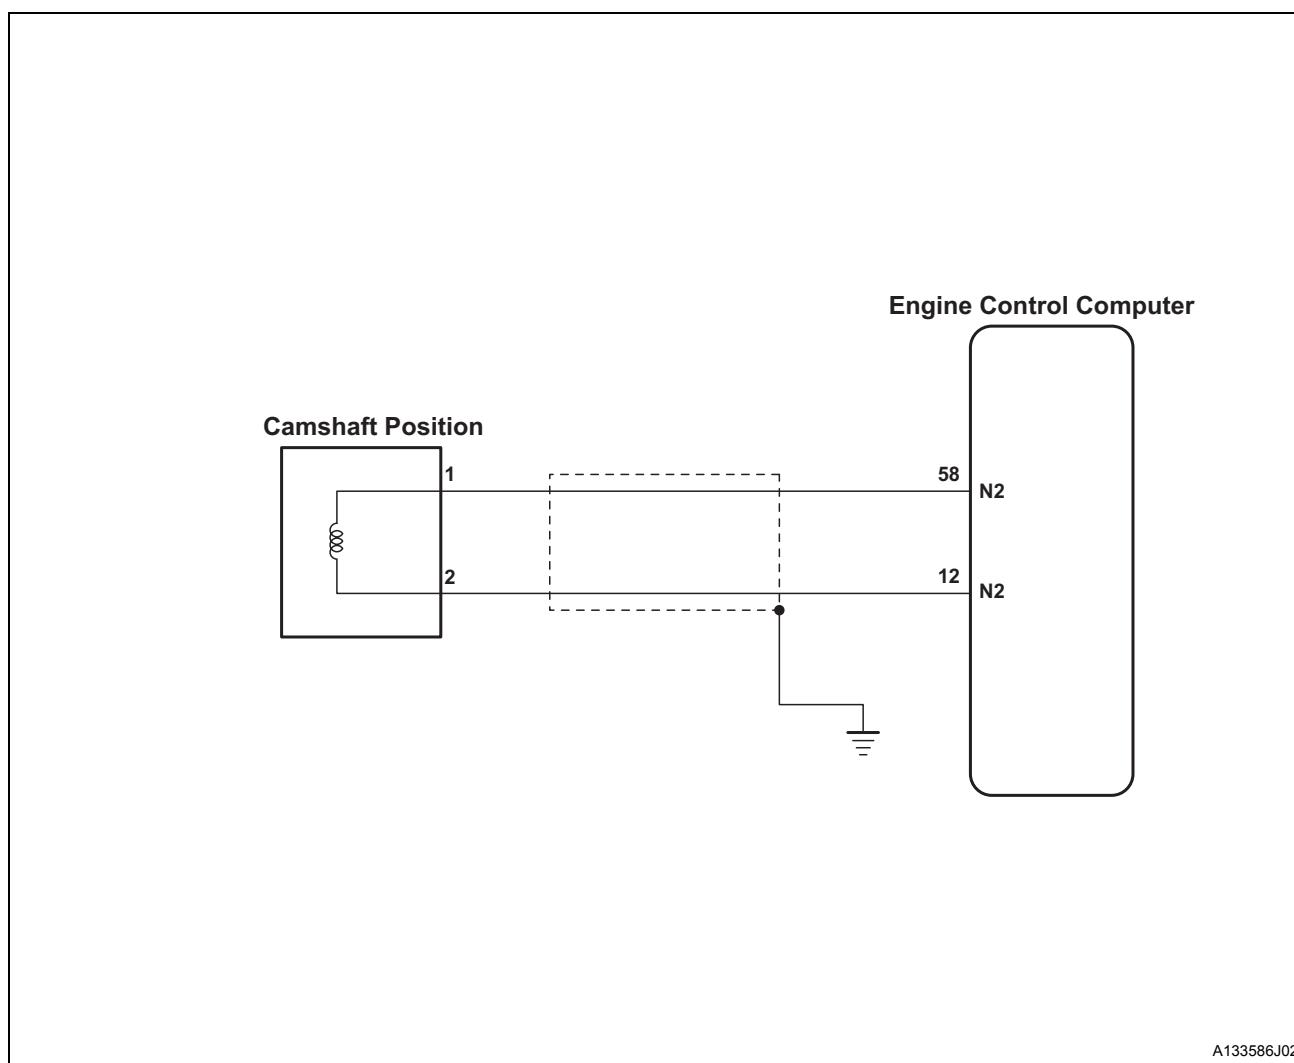 Engine Control Computer
Camshaft Position
1
58
N2
2
12
N2
A133586J02